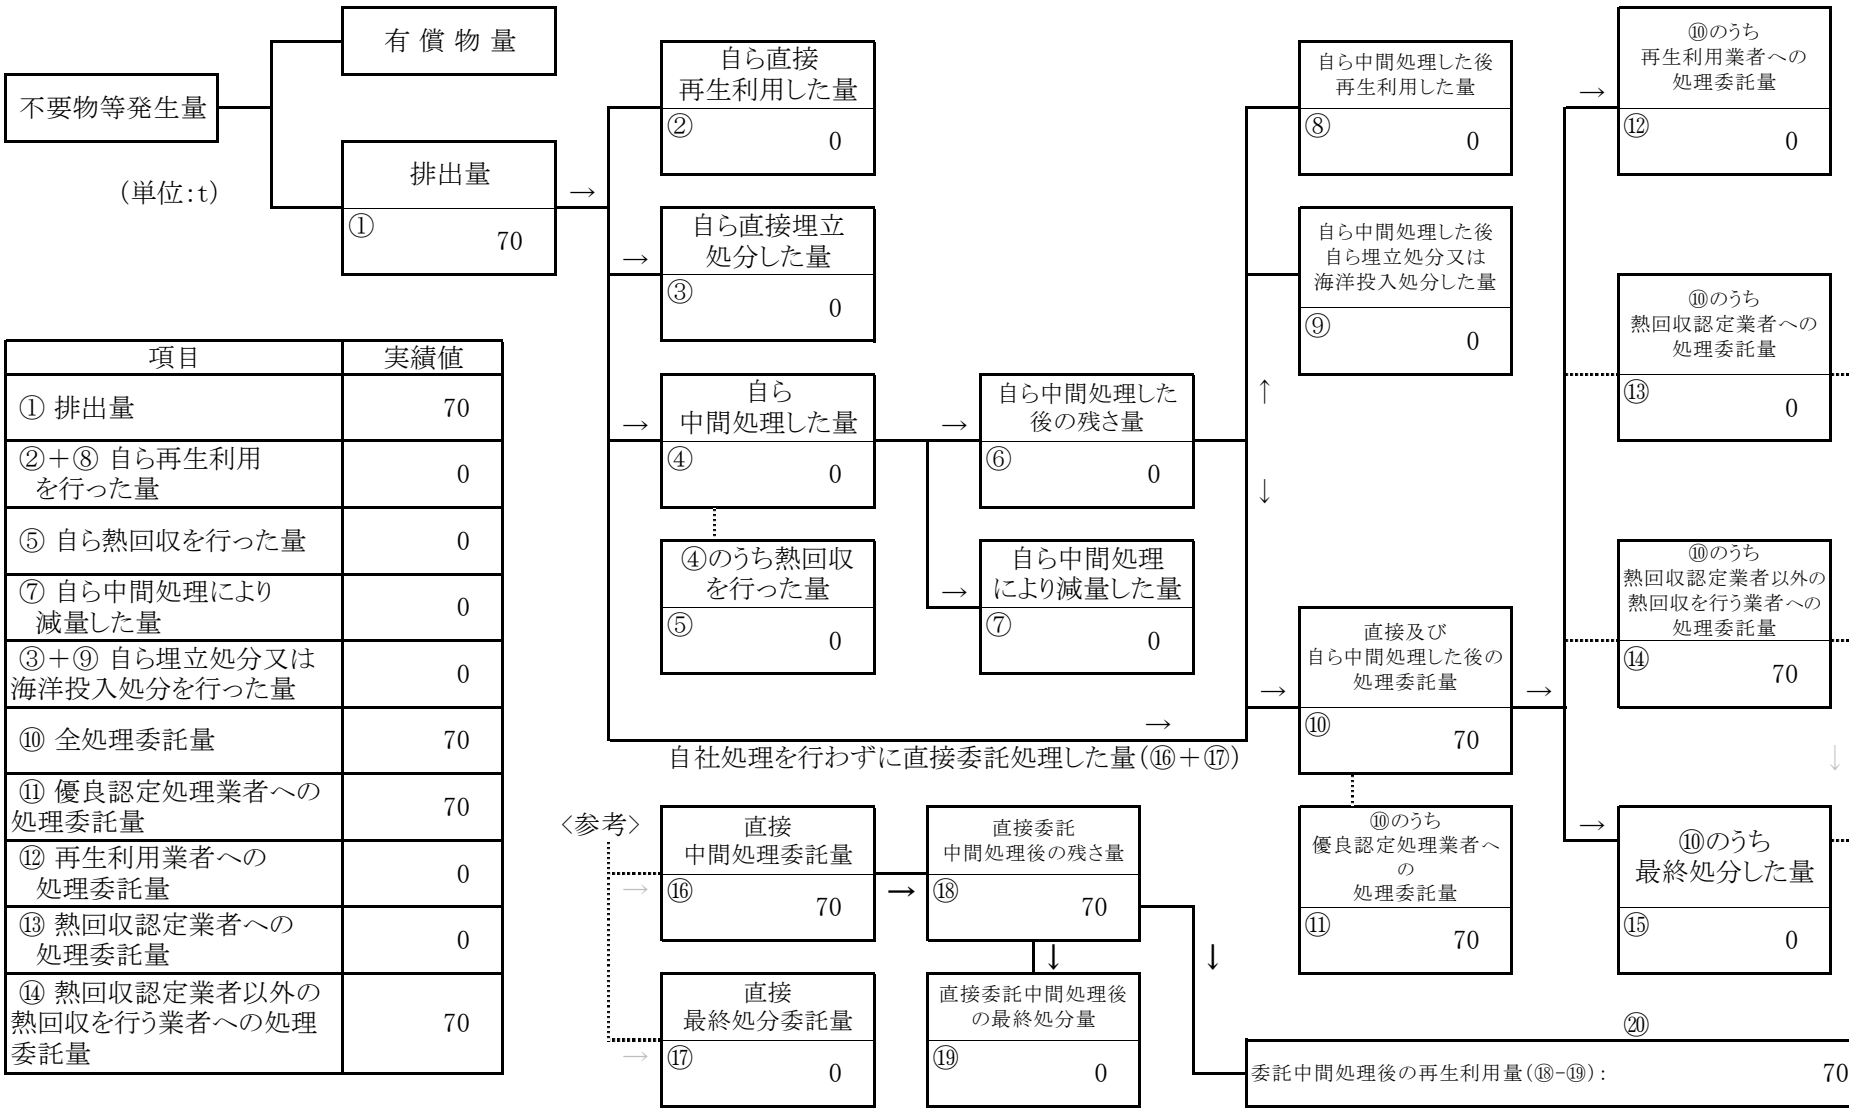 不要物等発生量
(単位:t)
有 償 物 量
排出量
①
70
→
自ら直接
再生利用した量
②
0
→
自ら直接埋立
処分した量
③
0
→
自ら
中間処理した量
④
0
④のうち熱回収
を行った量
⑤
0
→
自ら中間処理した
後の残さ量
⑥
0
→
自ら中間処理
により減量した量
⑦
0
→
自社処理を行わずに直接委託処理した量(⑯+⑰)
↑
↓
自ら中間処理した後
再生利用した量
⑧
0
自ら中間処理した後
自ら埋立処分又は
海洋投入処分した量
⑨
0
→
直接及び
自ら中間処理した後の
処理委託量
⑩
70
⑩のうち
優良認定処理業者へ
の
処理委託量
⑪
70
→
→
⑩のうち
再生利用業者への
処理委託量
⑫
0
⑩のうち
熱回収認定業者への
処理委託量
⑬
0
⑩のうち
熱回収認定業者以外の
熱回収を行う業者への
処理委託量
⑭
70
↓
→
⑩のうち
最終処分した量
⑮
0
項目 実績値
① 排出量 70
②+⑧ 自ら再生利用
を行った量 0
⑤ 自ら熱回収を行った量 0
⑦ 自ら中間処理により
減量した量 0
③+⑨ 自ら埋立処分又は
海洋投入処分を行った量 0
⑩ 全処理委託量 70
⑪ 優良認定処理業者への
処理委託量 70
⑫ 再生利用業者への
処理委託量 0
⑬ 熱回収認定業者への
処理委託量 0
⑭ 熱回収認定業者以外の
熱回収を行う業者への処理
委託量 70
<参考>
→
直接
中間処理委託量
⑯
70
→
直接委託
中間処理後の残さ量
⑱
70
↓
↓
→
直接
最終処分委託量
⑰
0
直接委託中間処理後
の最終処分量
⑲
0
⑳
委託中間処理後の再生利用量(⑱-⑲): 70